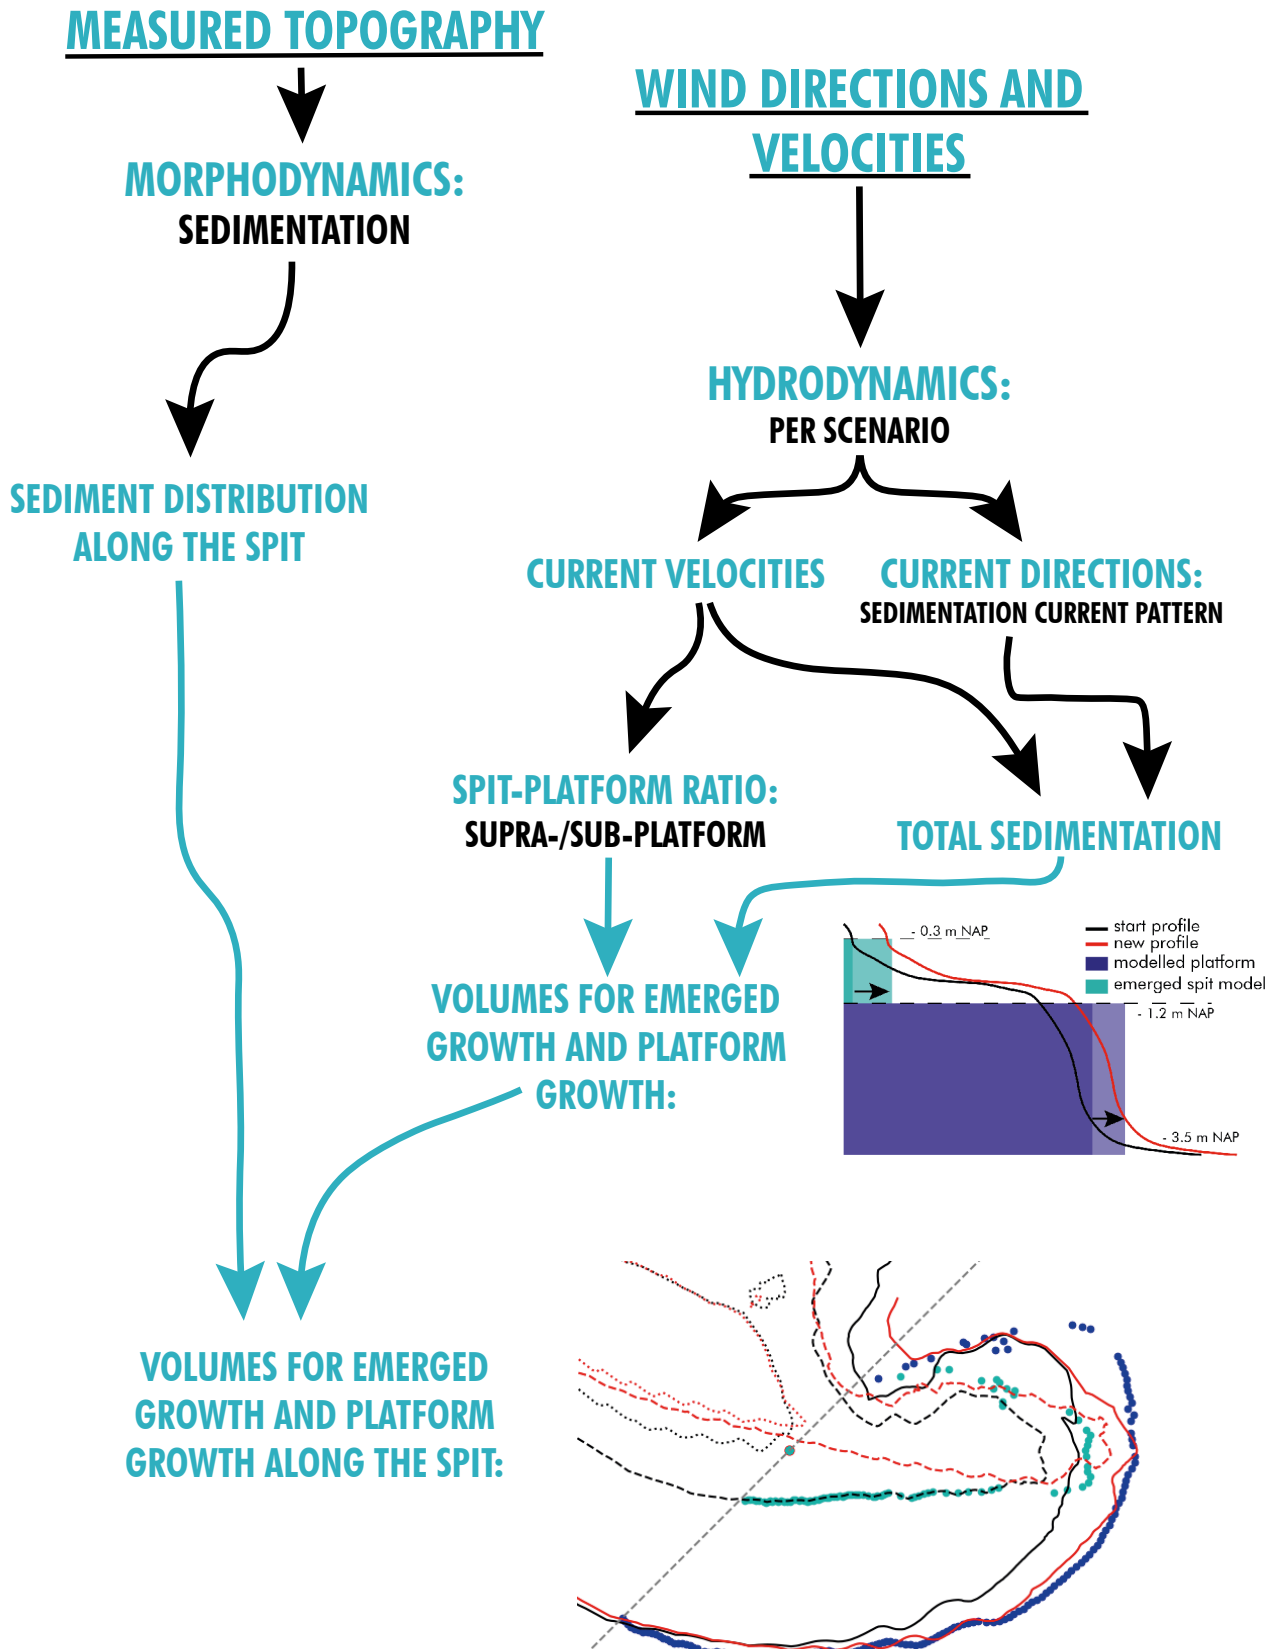 MEASURED TOPOGRAPHY
WIND DIRECTIONS AND
VELOCITIES
MORPHODYNAMICS:
SEDIMENTATION
HYDRODYNAMICS:
PER SCENARIO
SEDIMENT DISTRIBUTION
ALONG THE SPIT
CURRENT VELOCITIES
CURRENT DIRECTIONS:
SEDIMENTATION CURRENT PATTERN
SPIT-PLATFORM RATIO:
SUPRA-/SUB-PLATFORM
TOTAL SEDIMENTATION
- 0.3 m NAP
start profile
new profile
modelled platform
emerged spit model
- 1.2 m NAP
- 3.5 m NAP
VOLUMES FOR EMERGED
GROWTH AND PLATFORM
GROWTH:
VOLUMES FOR EMERGED
GROWTH AND PLATFORM
GROWTH ALONG THE SPIT: